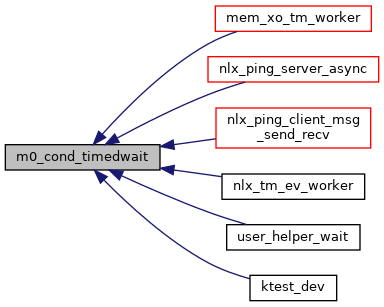 mem_xo_tm_worker
nlx_ping_server_async
nlx_ping_client_msg
_send_recv
m0_cond_timedwait
nlx_tm_ev_worker
user_helper_wait
ktest_dev